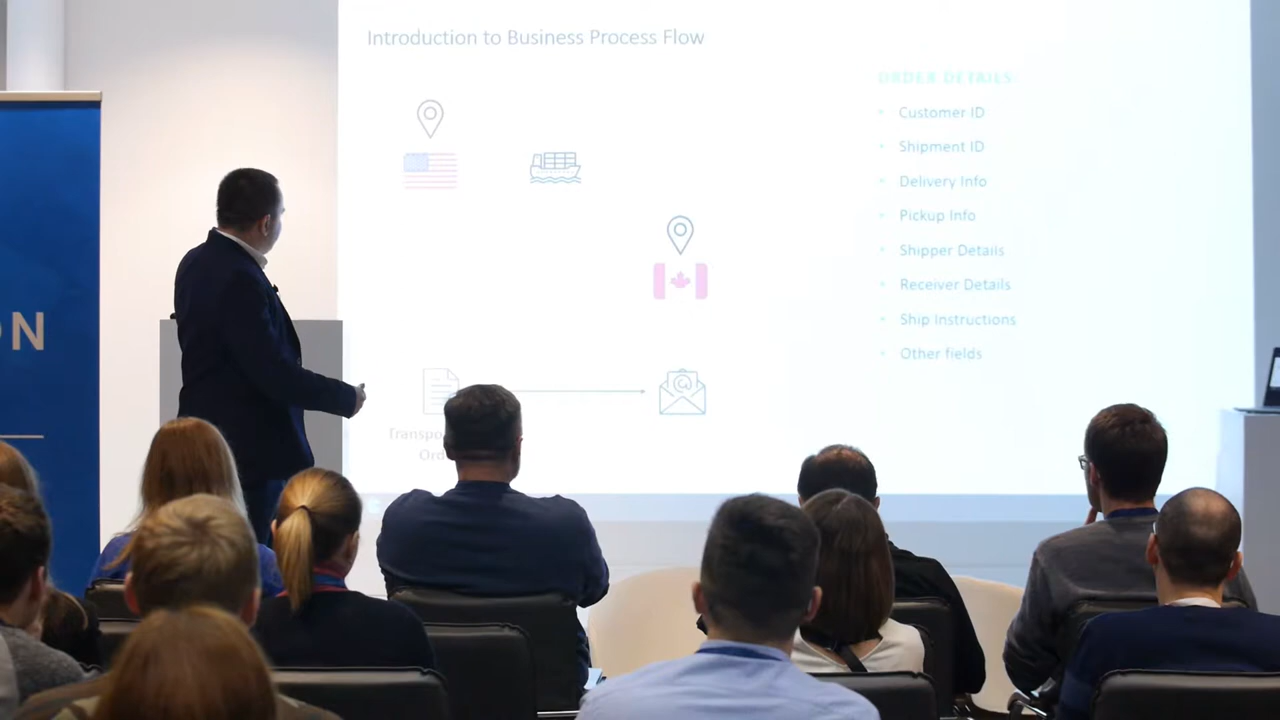 Introduction to Business Process Flow
ORDER DETAILS:
• Customer ID
• Shipment ID
• Delivery Info
• Pickup Info
• Shipper Details
• Receiver Details
• Ship Instructions
• Other fields